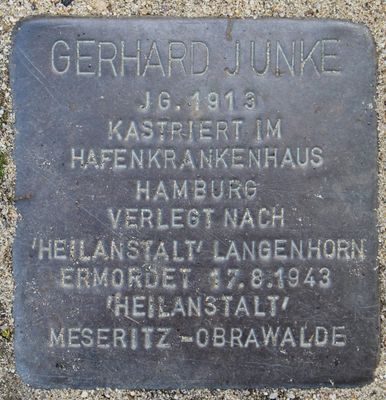 GERHARD JUNKE
JG. 1913
KASTRIERT IM
HAFENKRANKENHAUS
HAMBURG
VERLEGT NACH
'HEILANSTALT' LANGENHORN
ERMORDET 17.8.1943
'HEILANSTALT'
MESERITZ-OBRAWALDE